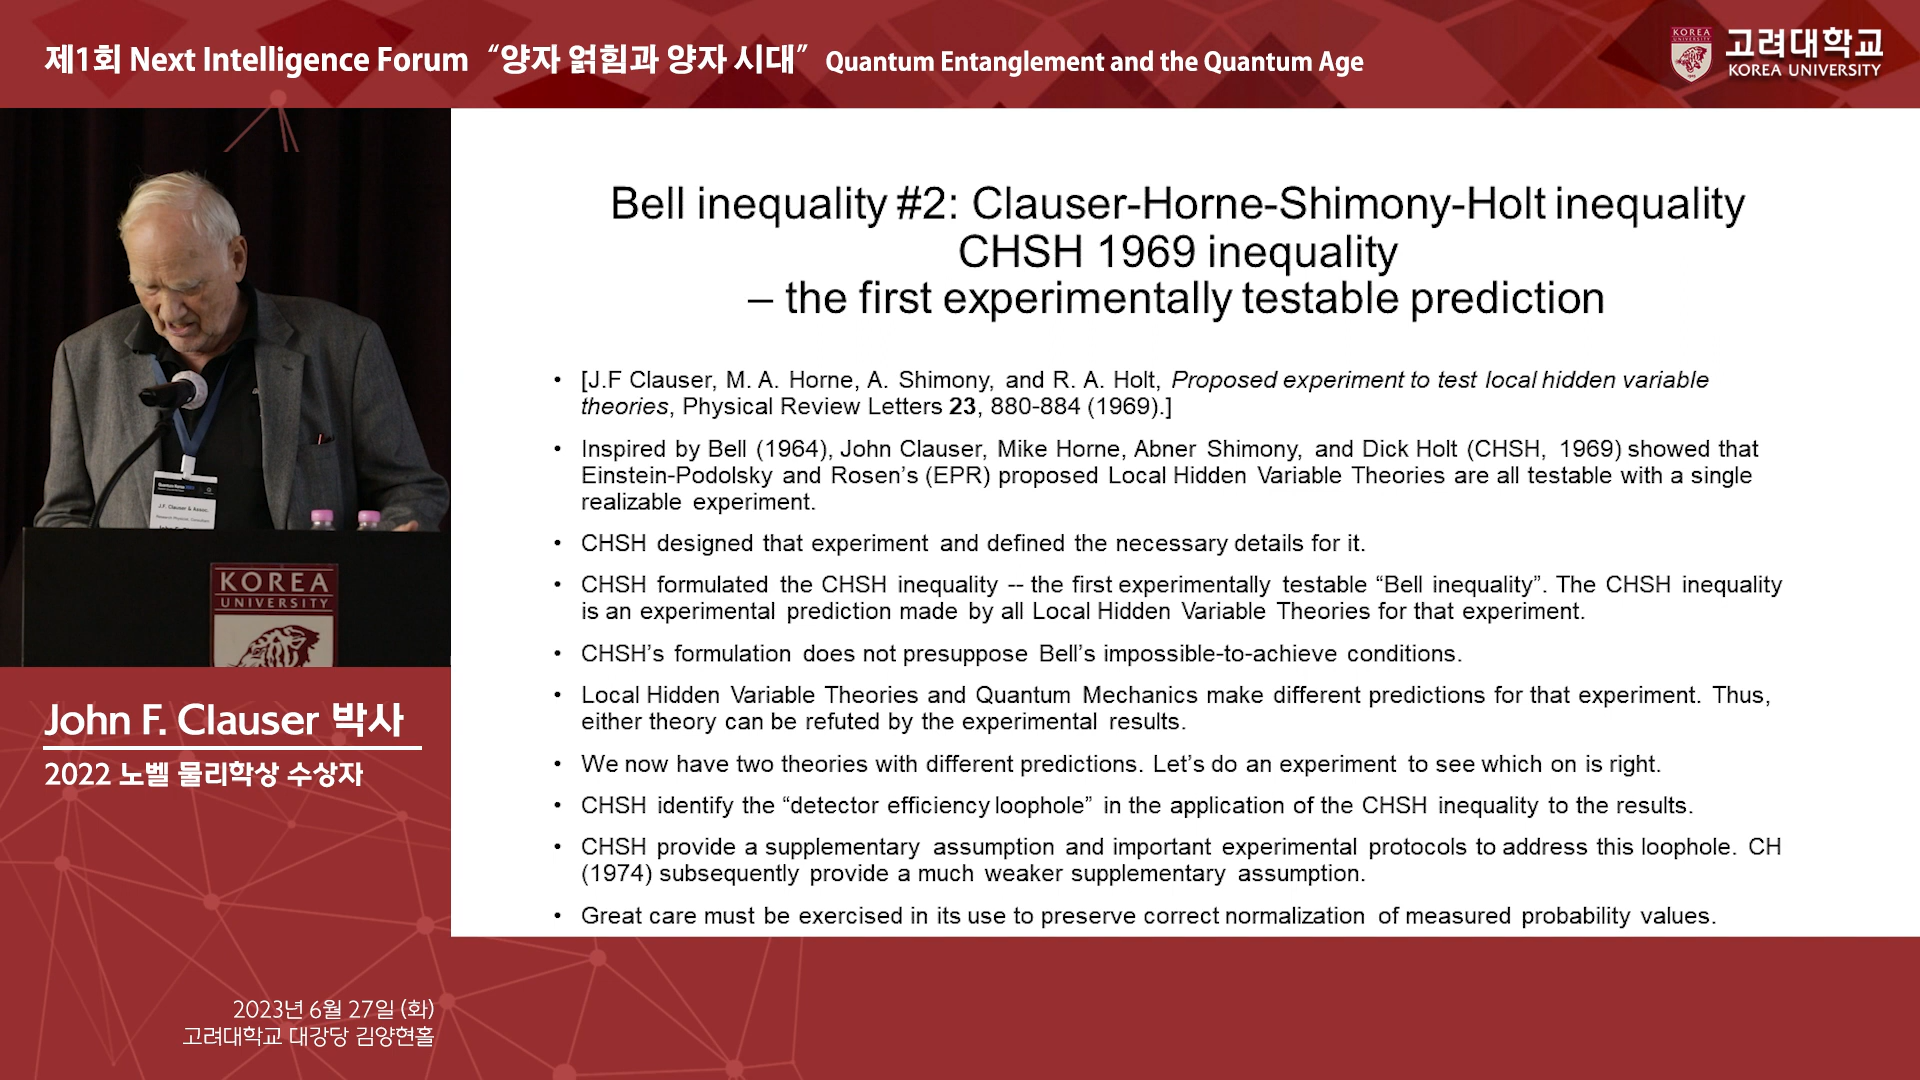 제1회 Next Intelligence Forum “양자 얽힘과 양자 시대” Quantum Entanglement and the Quantum Age
KOREA
UNIVERSITY
고려대학교
KOREA UNIVERSITY
Bell inequality #2: Clauser-Horne-Shimony-Holt inequality
CHSH 1969 inequality
– the first experimentally testable prediction
• [J.F Clauser, M. A. Horne, A. Shimony, and R. A. Holt, Proposed experiment to test local hidden variable
theories, Physical Review Letters 23, 880-884 (1969).]
• Inspired by Bell (1964), John Clauser, Mike Horne, Abner Shimony, and Dick Holt (CHSH, 1969) showed that
Einstein-Podolsky and Rosen’s (EPR) proposed Local Hidden Variable Theories are all testable with a single
realizable experiment.
• CHSH designed that experiment and defined the necessary details for it.
• CHSH formulated the CHSH inequality -- the first experimentally testable “Bell inequality”. The CHSH inequality
is an experimental prediction made by all Local Hidden Variable Theories for that experiment.
• CHSH’s formulation does not presuppose Bell’s impossible-to-achieve conditions.
• Local Hidden Variable Theories and Quantum Mechanics make different predictions for that experiment. Thus,
either theory can be refuted by the experimental results.
• We now have two theories with different predictions. Let’s do an experiment to see which on is right.
• CHSH identify the “detector efficiency loophole” in the application of the CHSH inequality to the results.
• CHSH provide a supplementary assumption and important experimental protocols to address this loophole. CH
(1974) subsequently provide a much weaker supplementary assumption.
• Great care must be exercised in its use to preserve correct normalization of measured probability values.
J.F. Clauser & Assoc.
KOREA
UNIVERSITY
John F. Clauser 박사
2022 노벨 물리학상 수상자
2023년 6월 27일 (화)
고려대학교 대강당 김양현홀